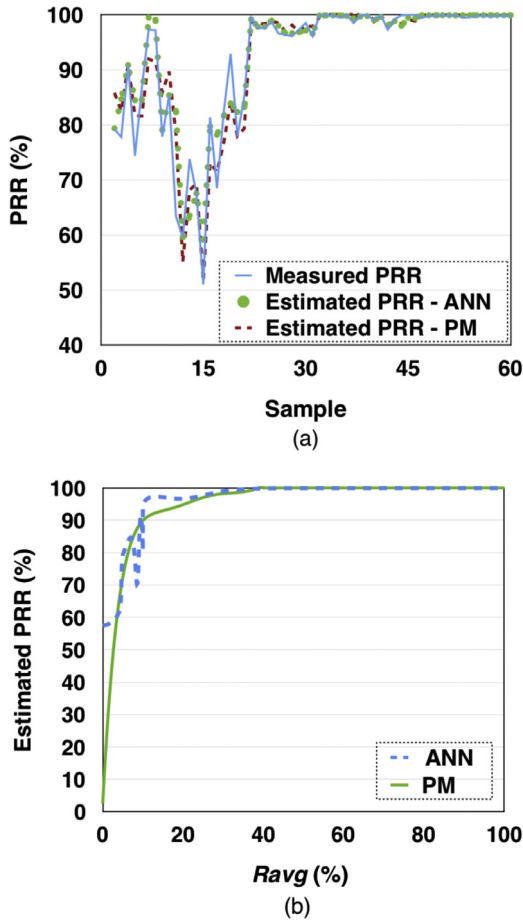 100
90
80
70
60
50
40
PRR (%)
Measured PRR
Estimated PRR - ANN
Estimated PRR - PM
0 15 30 45 60
Sample
(a)
100
90
80
70
60
50
40
30
20
10
0
Estimated PRR (%)
ANN
PM
0 20 40 60 80 100
Ravg (%)
(b)